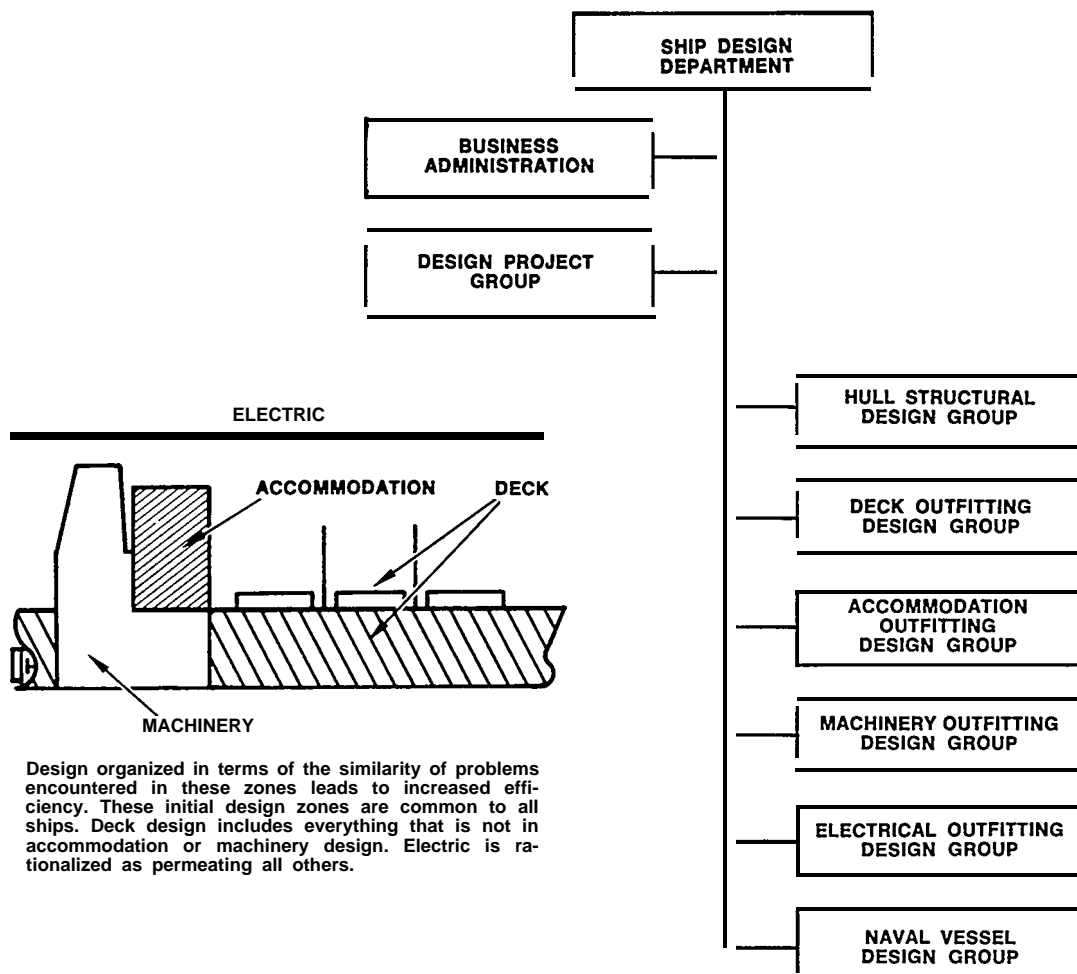 SHIP DESIGN
DEPARTMENT
BUSINESS
ADMINISTRATION
DESIGN PROJECT
GROUP
HULL STRUCTURAL
DESIGN GROUP
DECK OUTFITTING
DESIGN GROUP
ACCOMMODATION
OUTFITTING
DESIGN GROUP
MACHINERY OUTFITTING
DESIGN GROUP
ELECTRICAL OUTFITTING
DESIGN GROUP
NAVAL VESSEL
DESIGN GROUP
ELECTRIC
ACCOMMODATION
DECK
MACHINERY
Design organized in terms of the similarity of problems
encountered in these zones leads to increased effi-
ciency. These initial design zones are common to all
ships. Deck design includes everything that is not in
accommodation or machinery design. Electric is ra-
tionalized as permeating all others.